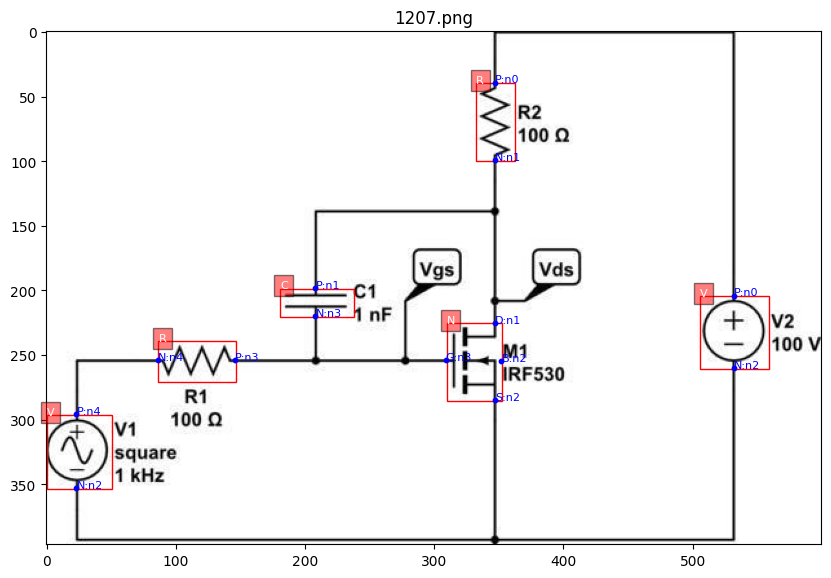 1207.png
0
50
100
150
200
250
300
350
0
100
200
300
400
500
R
P:n0
R2
100 Ω
N:n1
C
P:n1
C1
1 nF
N:n3
Vgs
Vds
V
P:n0
V2
100 V
N:n2
N
D:n1
M1
IRF530
S:n2
R
N:n4
P:n3
R1
100 Ω
V
P:n4
V1
square
1 kHz
N:n2